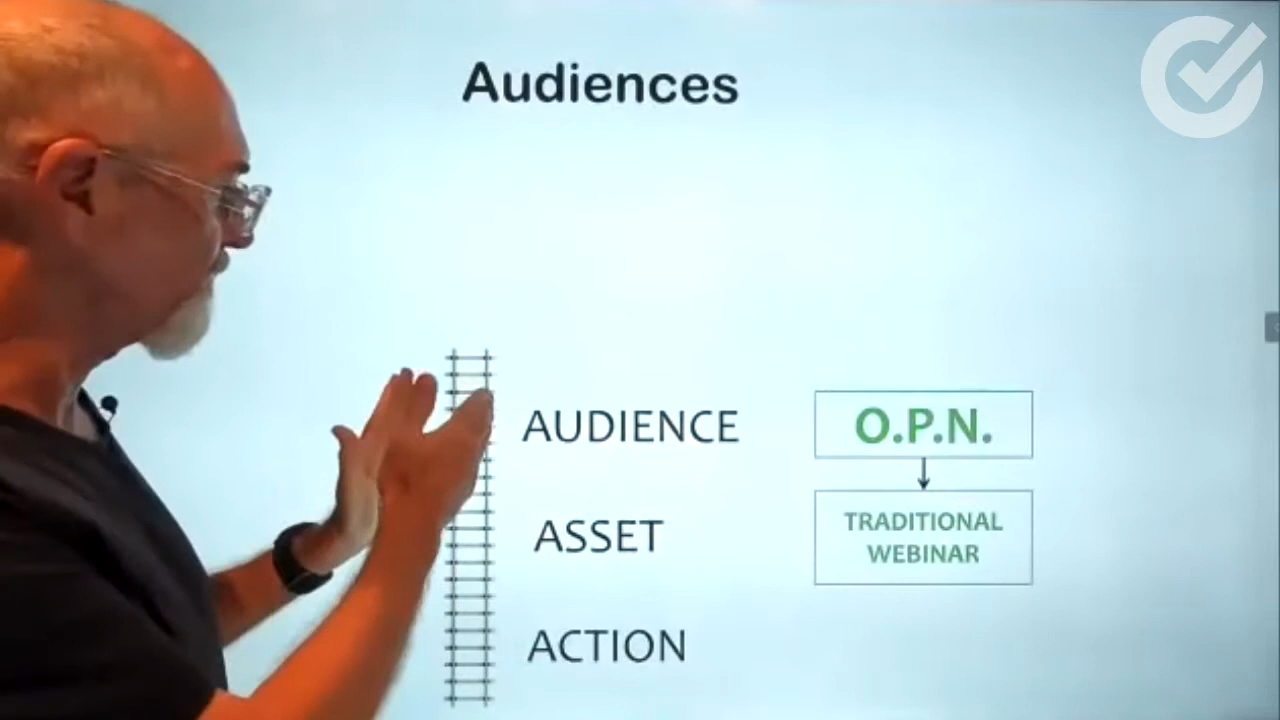 Audiences
AUDIENCE
O.P.N.
TRADITIONAL
WEBINAR
ASSET
ACTION